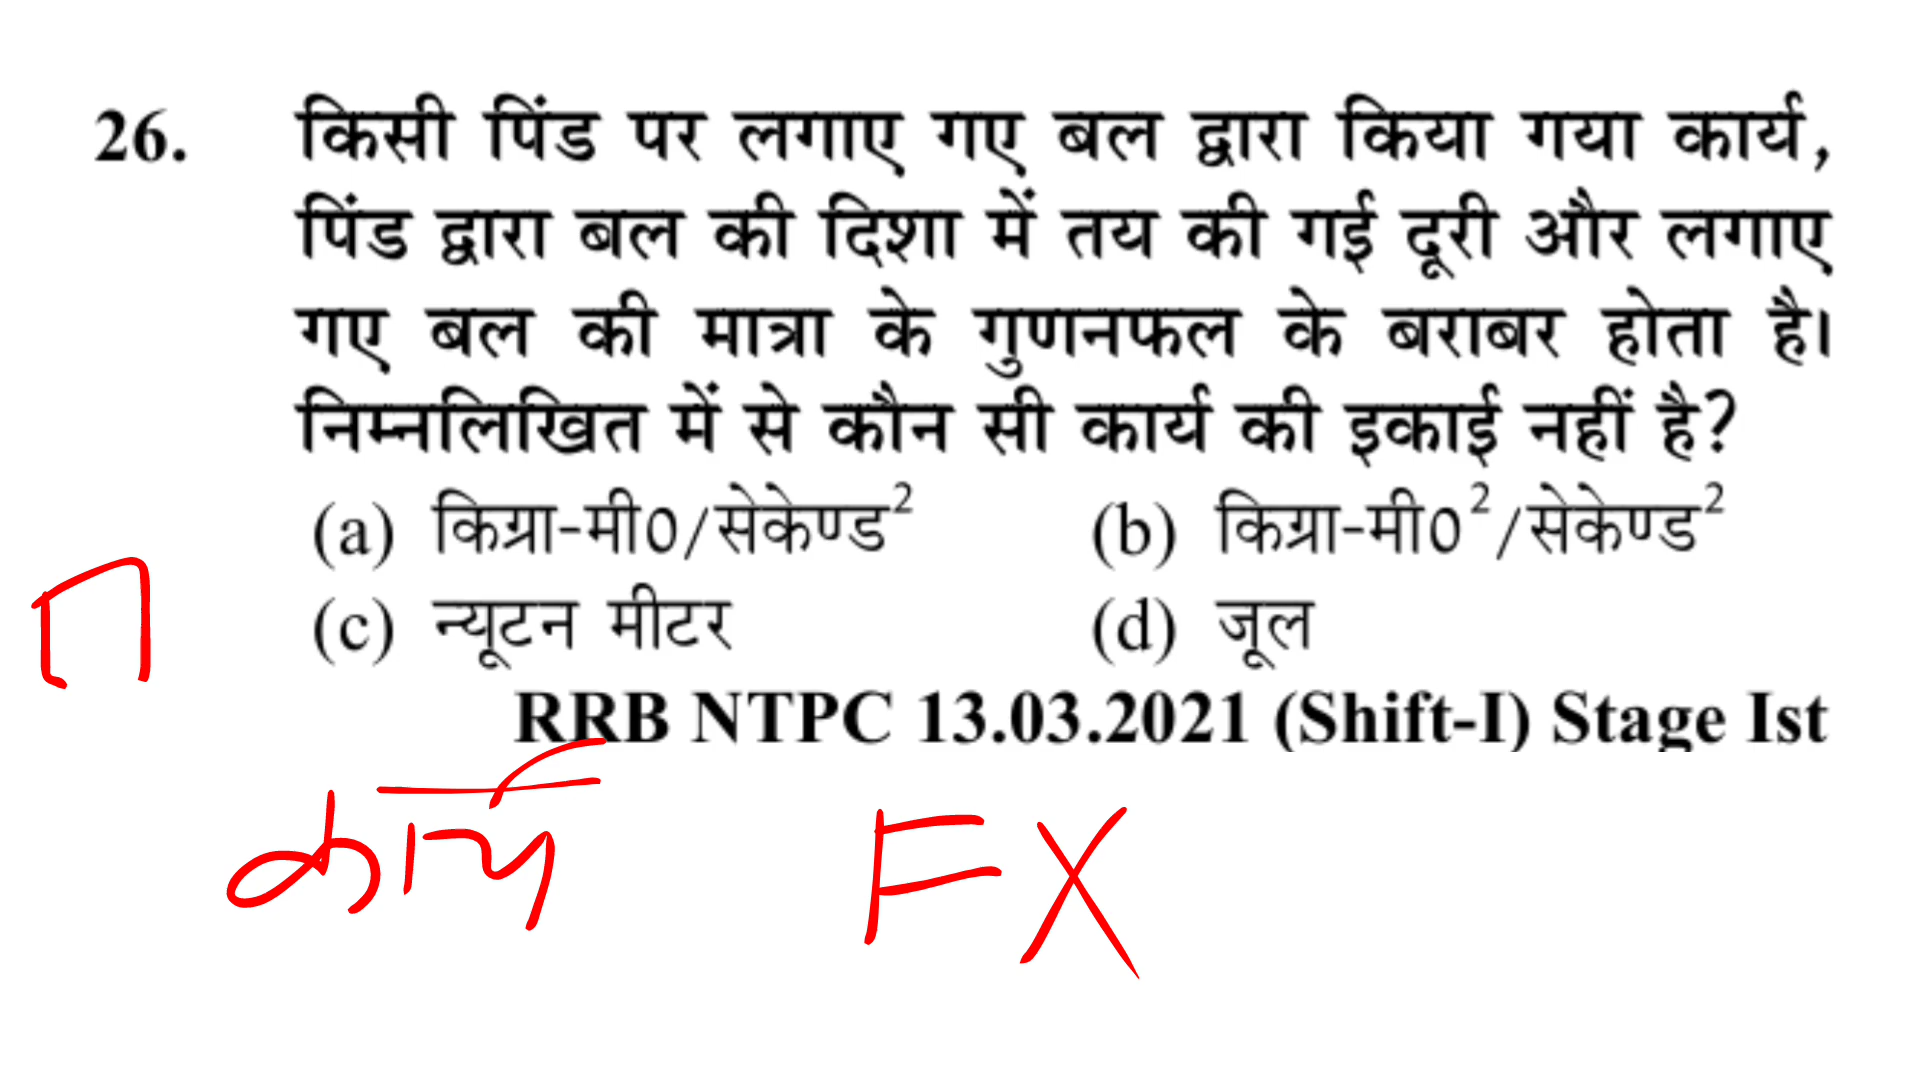 26. किसी पिंड पर लगाए गए बल द्वारा किया गया कार्य,
पिंड द्वारा बल की दिशा में तय की गई दूरी और लगाए
गए बल की मात्रा के गुणनफल के बराबर होता है।
निम्नलिखित में से कौन सी कार्य की इकाई नहीं है?
(a) किग्रा-मी0/सेकेण्ड² (b) किग्रा-मी0²/सेकेण्ड²
(c) न्यूटन मीटर (d) जूल
RRB NTPC 13.03.2021 (Shift-I) Stage Ist
कार्य FX